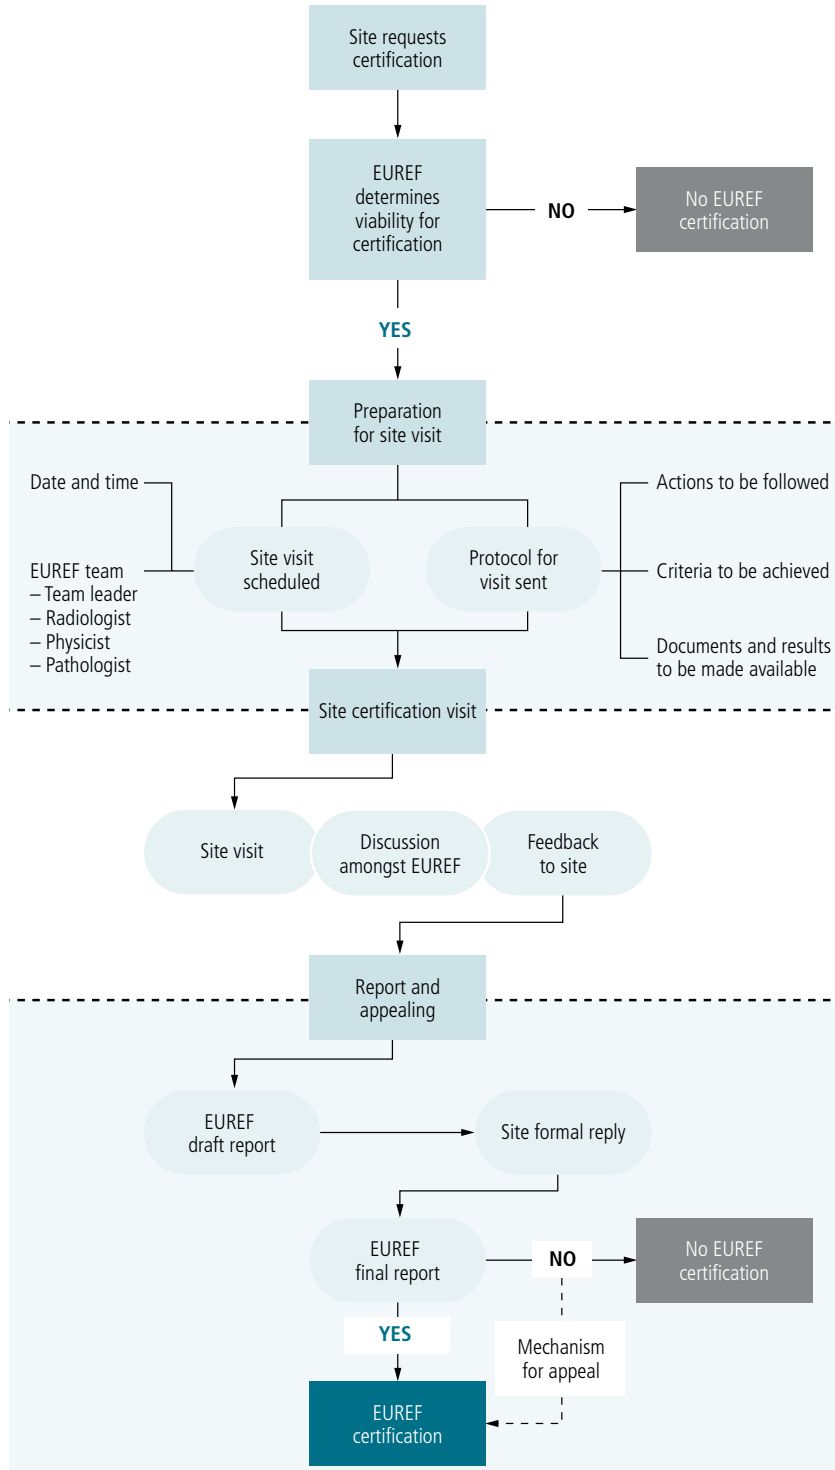 Site requests
certification
EUREF
determines
viability for
certification
NO
No EUREF
certification
YES
Preparation
for site visit
Date and time
EUREF team
– Team leader
– Radiologist
– Physicist
– Pathologist
Site visit
scheduled
Protocol for
visit sent
Actions to be followed
Criteria to be achieved
Documents and results
to be made available
Site certification visit
Site visit
Discussion
amongst EUREF
Feedback
to site
Report and
appealing
EUREF
draft report
Site formal reply
EUREF
final report
NO
No EUREF
certification
YES
Mechanism
for appeal
EUREF
certification